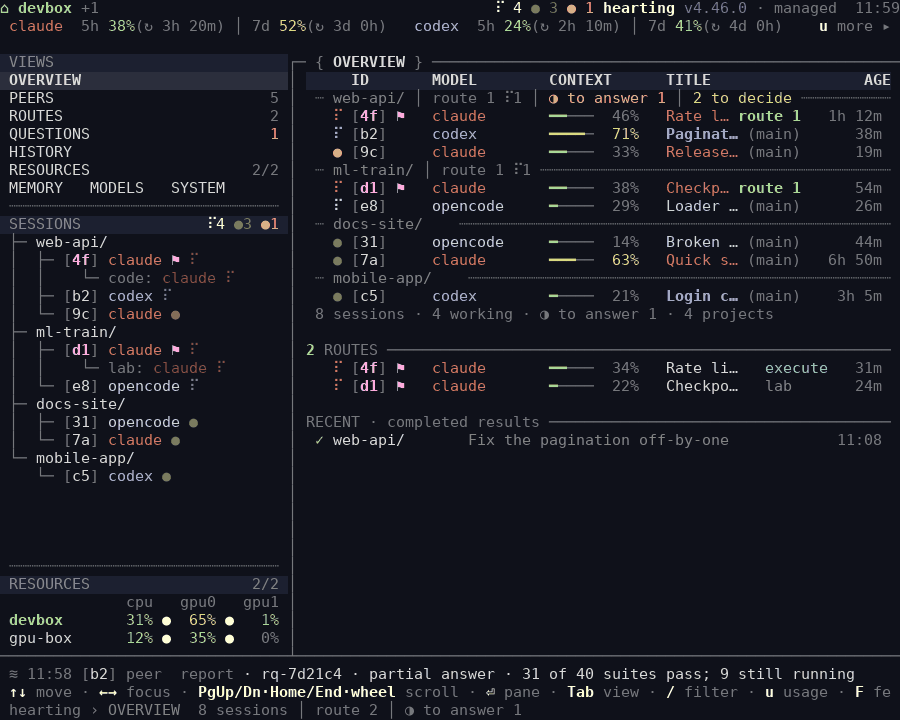 ⌂ devbox +1 ⠏ 4 ● 3 ● 1 hearting v4.46.0 · managed 11:59
claude 5h 38%(↻ 3h 20m) │ 7d 52%(↻ 3d 0h) codex 5h 24%(↻ 2h 10m) │ 7d 41%(↻ 4d 0h) u more ▸
VIEWS
OVERVIEW
PEERS 5
ROUTES 2
QUESTIONS 1
HISTORY
RESOURCES 2/2
MEMORY MODELS SYSTEM
SESSIONS ⠏4 ●3 ●1
├─ web-api/
│ ├─ [4f] claude ⚑ ⠏
│ │ └─ code: claude ⠏
│ ├─ [b2] codex ⠏
│ └─ [9c] claude ●
├─ ml-train/
│ ├─ [d1] claude ⚑ ⠏
│ │ └─ lab: claude ⠏
│ └─ [e8] opencode ⠏
├─ docs-site/
│ ├─ [31] opencode ●
│ └─ [7a] claude ●
└─ mobile-app/
└─ [c5] codex ●
RESOURCES 2/2
cpu gpu0 gpu1
devbox 31% ● 65% ● 1%
gpu-box 12% ● 35% ● 0%
{ OVERVIEW }
ID MODEL CONTEXT TITLE AGE
web-api/ │ route 1 ⠏1 │ ◑ to answer 1 │ 2 to decide
⠏ [4f] ⚑ claude 46% Rate l… route 1 1h 12m
⠏ [b2] codex 71% Paginat… (main) 38m
● [9c] claude 33% Release… (main) 19m
ml-train/ │ route 1 ⠏1
⠏ [d1] ⚑ claude 38% Checkp… route 1 54m
⠏ [e8] opencode 29% Loader … (main) 26m
docs-site/
● [31] opencode 14% Broken … (main) 44m
● [7a] claude 63% Quick s… (main) 6h 50m
mobile-app/
● [c5] codex 21% Login c… (main) 3h 5m
8 sessions · 4 working · ◑ to answer 1 · 4 projects
2 ROUTES
⠏ [4f] ⚑ claude 34% Rate li… execute 31m
⠏ [d1] ⚑ claude 22% Checkpo… lab 24m
RECENT · completed results
✓ web-api/ Fix the pagination off-by-one 11:08
≋ 11:58 [b2] peer report · rq-7d21c4 · partial answer · 31 of 40 suites pass; 9 still running
↑↓ move · ←→ focus · PgUp/Dn·Home/End·wheel scroll · ⏎ pane · Tab view · / filter · u usage · F fe
hearting › OVERVIEW 8 sessions │ route 2 │ ◑ to answer 1